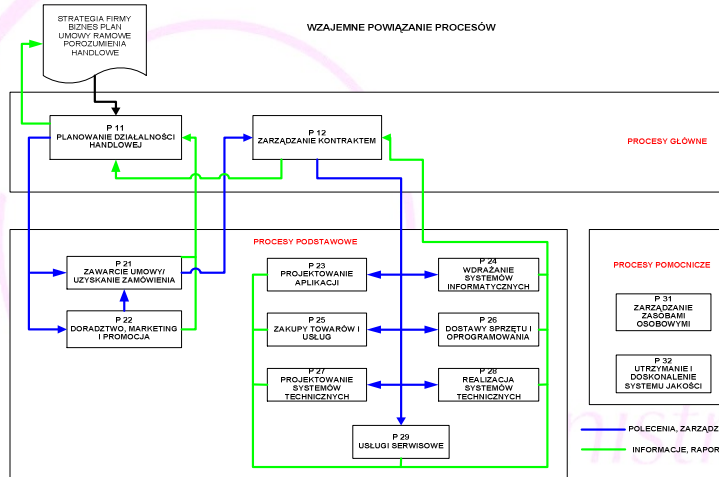 STRATEGIA FIRMY
BIZNES PLAN
UMOWY RAMOWE
POROZUMIENIA
HANDLOWE
WZAJEMNE POWIĄZANIE PROCESÓW
P 11
PLANOWANIE DZIAŁALNOŚCI
HANDLOWEJ
P 12
ZARZĄDZANIE KONTRAKTEM
PROCESY GŁÓWNE
PROCESY PODSTAWOWE
P 21
ZAWARCIE UMOWY/
UZYSKANIE ZAMÓWIENIA
P 22
DORADZTWO, MARKETING
I PROMOCJA
P 23
PROJEKTOWANIE
APLIKACJI
P 24
WDRAŻANIE
SYSTEMÓW
INFORMATYCZNYCH
P 25
ZAKUPY TOWARÓW I
USŁUG
P 26
DOSTAWY SPRZĘTU I
OPROGRAMOWANIA
P 27
PROJEKTOWANIE
SYSTEMÓW
TECHNICZNYCH
P 28
REALIZACJA
SYSTEMÓW
TECHNICZNYCH
P 29
USŁUGI SERWISOWE
PROCESY POMOCNICZE
P 31
ZARZĄDZANIE
ZASOBAMI
OSOBOWYMI
P 32
UTRZYMANIE I
DOSKONALENIE
SYSTEMU JAKOŚCI
POLECENIA, ZARZĄDZ
INFORMACJE, RAPOR